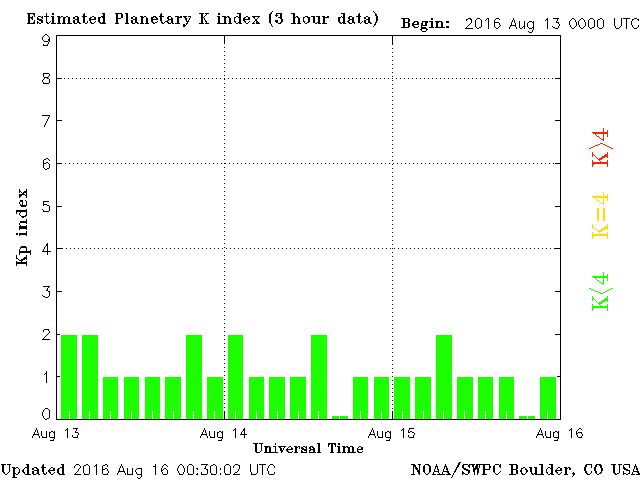 Estimated Planetary K index (3 hour data) Begin: 2016 Aug 13 0000 UTC
9
8
7
6
5
4
3
2
1
0
Kp index
K>4
K=4
K<4
Aug 13 Aug 14 Aug 15 Aug 16
Universal Time
Updated 2016 Aug 16 00:30:02 UTC NOAA/SWPC Boulder, CO USA